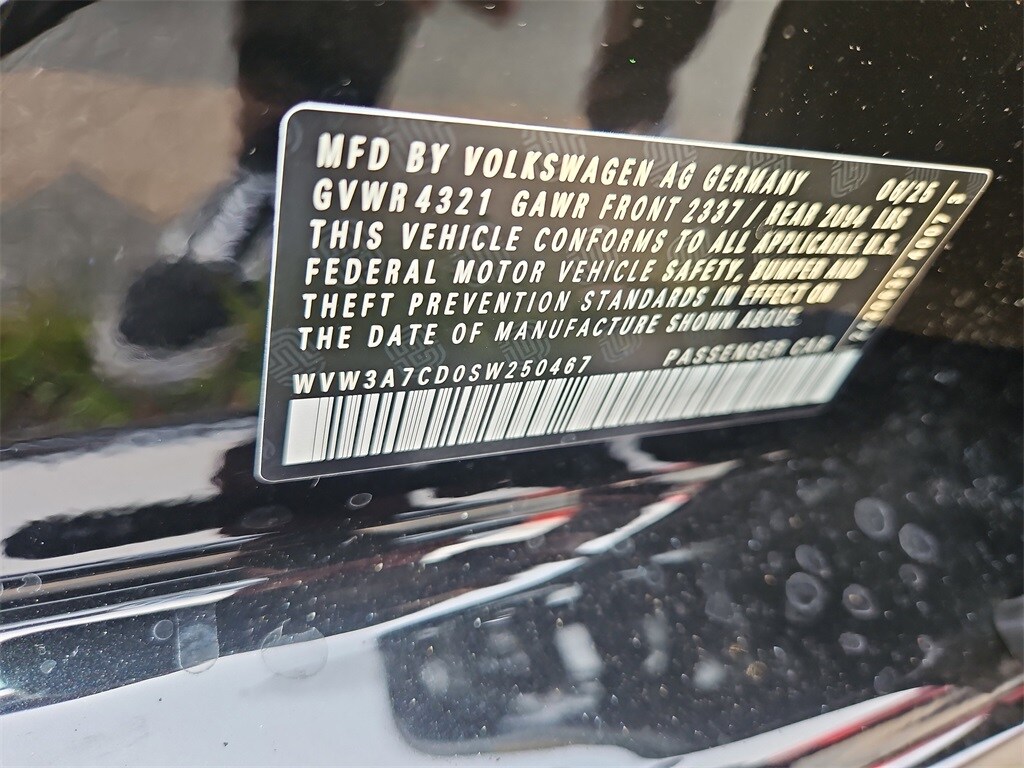 MFD BY VOLKSWAGEN AG GERMANY 06/25
GVWR 4321 GAWR FRONT 2337 / REAR 2094 LBS
THIS VEHICLE CONFORMS TO ALL APPLICABLE U.S.
FEDERAL MOTOR VEHICLE SAFETY, BUMPER AND
THEFT PREVENTION STANDARDS IN EFFECT ON
THE DATE OF MANUFACTURE SHOWN ABOVE.
WVW3A7CD0SW250467 PASSENGER CAR